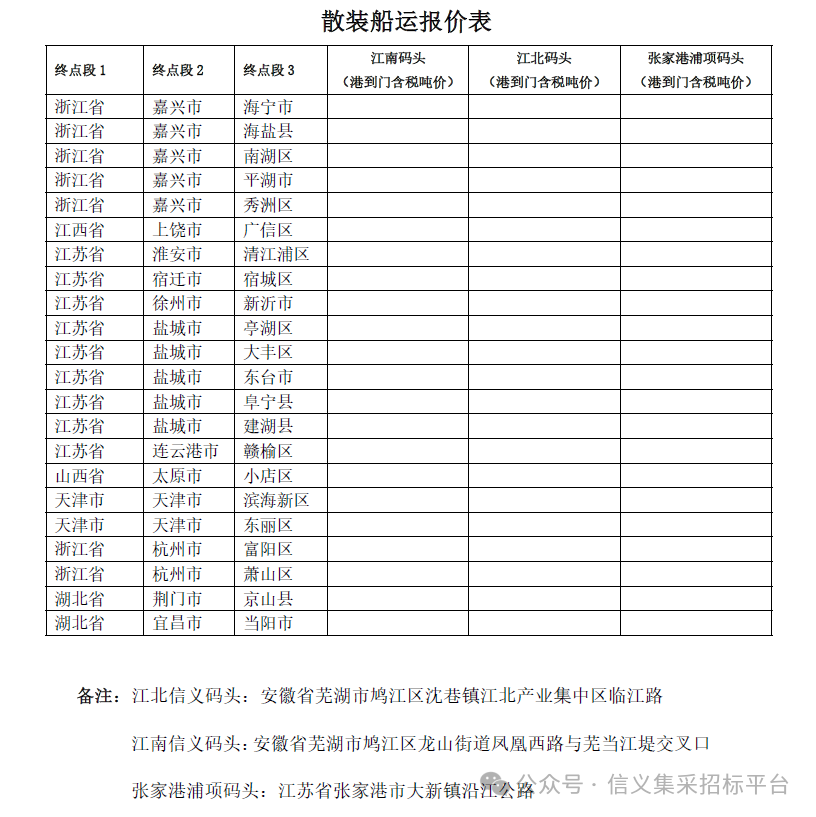 散装船运报价表
终点段1 终点段2 终点段3 江南码头 (港到门含税吨价) 江北码头 (港到门含税吨价) 张家港浦项码头 (港到门含税吨价)
浙江省 嘉兴市 海宁市
浙江省 嘉兴市 海盐县
浙江省 嘉兴市 南湖区
浙江省 嘉兴市 平湖市
浙江省 嘉兴市 秀洲区
江西省 上饶市 广信区
江苏省 淮安市 清江浦区
江苏省 宿迁市 宿城区
江苏省 徐州市 新沂市
江苏省 盐城市 亭湖区
江苏省 盐城市 大丰区
江苏省 盐城市 东台市
江苏省 盐城市 阜宁县
江苏省 盐城市 建湖县
江苏省 连云港市 赣榆区
山西省 太原市 小店区
天津市 天津市 滨海新区
天津市 天津市 东丽区
浙江省 杭州市 富阳区
浙江省 杭州市 萧山区
湖北省 荆门市 京山县
湖北省 宜昌市 当阳市
备注：江北信义码头：安徽省芜湖市鸠江区沈巷镇江北产业集中区临江路
江南信义码头：安徽省芜湖市鸠江区龙山街道凤凰西路与芜当江堤交叉口
张家港浦项码头：江苏省张家港市大新镇沿江公路
公众号·信义集采招标平台